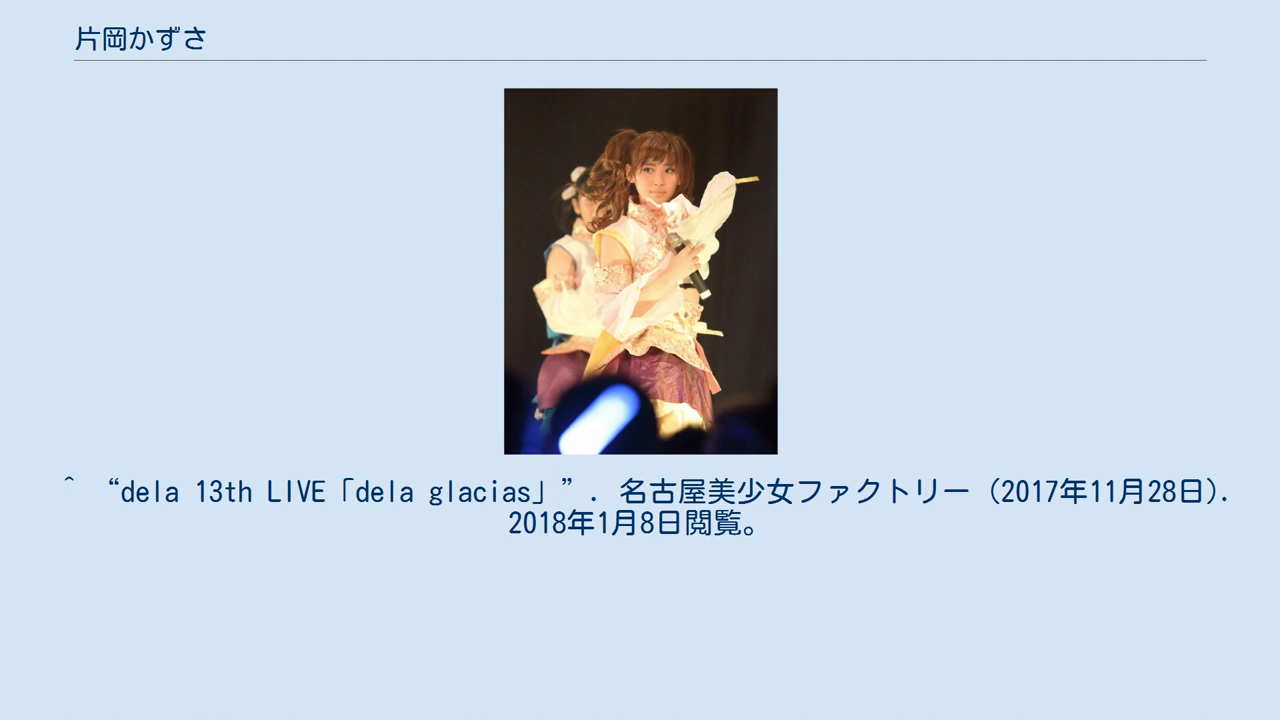 片岡かずさ
^ “dela 13th LIVE「dela glacias」”. 名古屋美少女ファクトリー (2017年11月28日).
2018年1月8日閲覧。